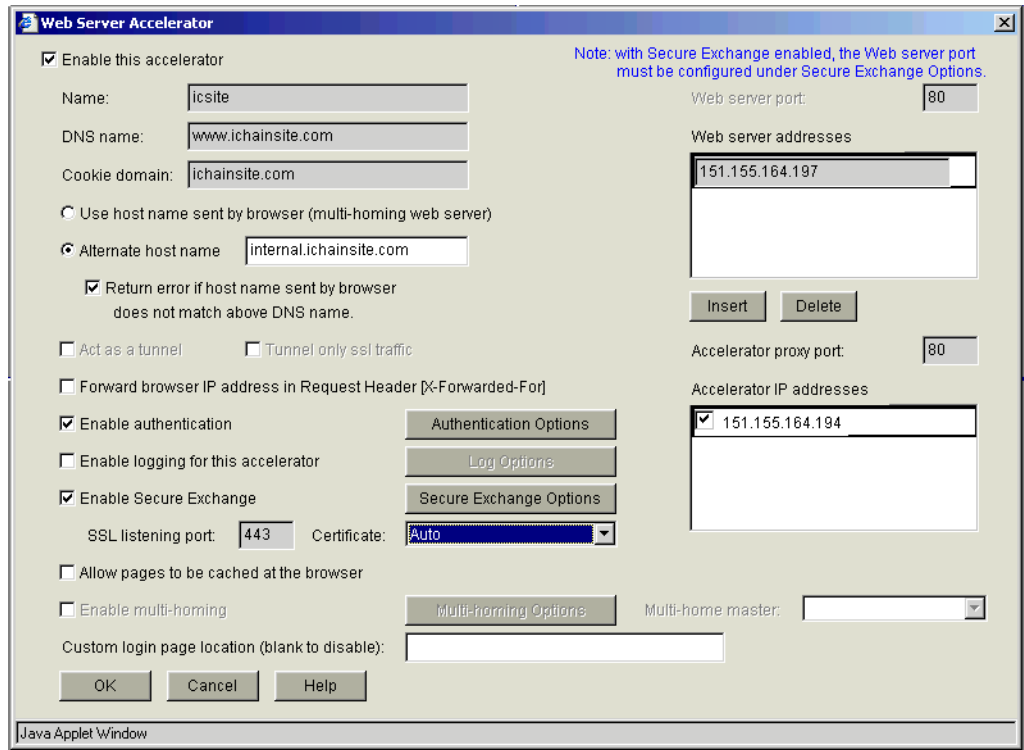 Web Server Accelerator
Enable this accelerator
Note: with Secure Exchange enabled, the Web server port
must be configured under Secure Exchange Options.
Name: icsite
Web server port: 80
DNS name: www.ichainsite.com
Web server addresses
Cookie domain: ichainsite.com
151.155.164.197
Use host name sent by browser (multi-homing web server)
Alternate host name internal.ichainsite.com
Return error if host name sent by browser
does not match above DNS name.
Insert Delete
Act as a tunnel Tunnel only ssl traffic
Accelerator proxy port: 80
Forward browser IP address in Request Header [X-Forwarded-For]
Accelerator IP addresses
Enable authentication Authentication Options
151.155.164.194
Enable logging for this accelerator Log Options
Enable Secure Exchange Secure Exchange Options
SSL listening port: 443 Certificate: Auto
Allow pages to be cached at the browser
Enable multi-homing Multi-homing Options Multi-home master:
Custom login page location (blank to disable):
OK Cancel Help
Java Applet Window